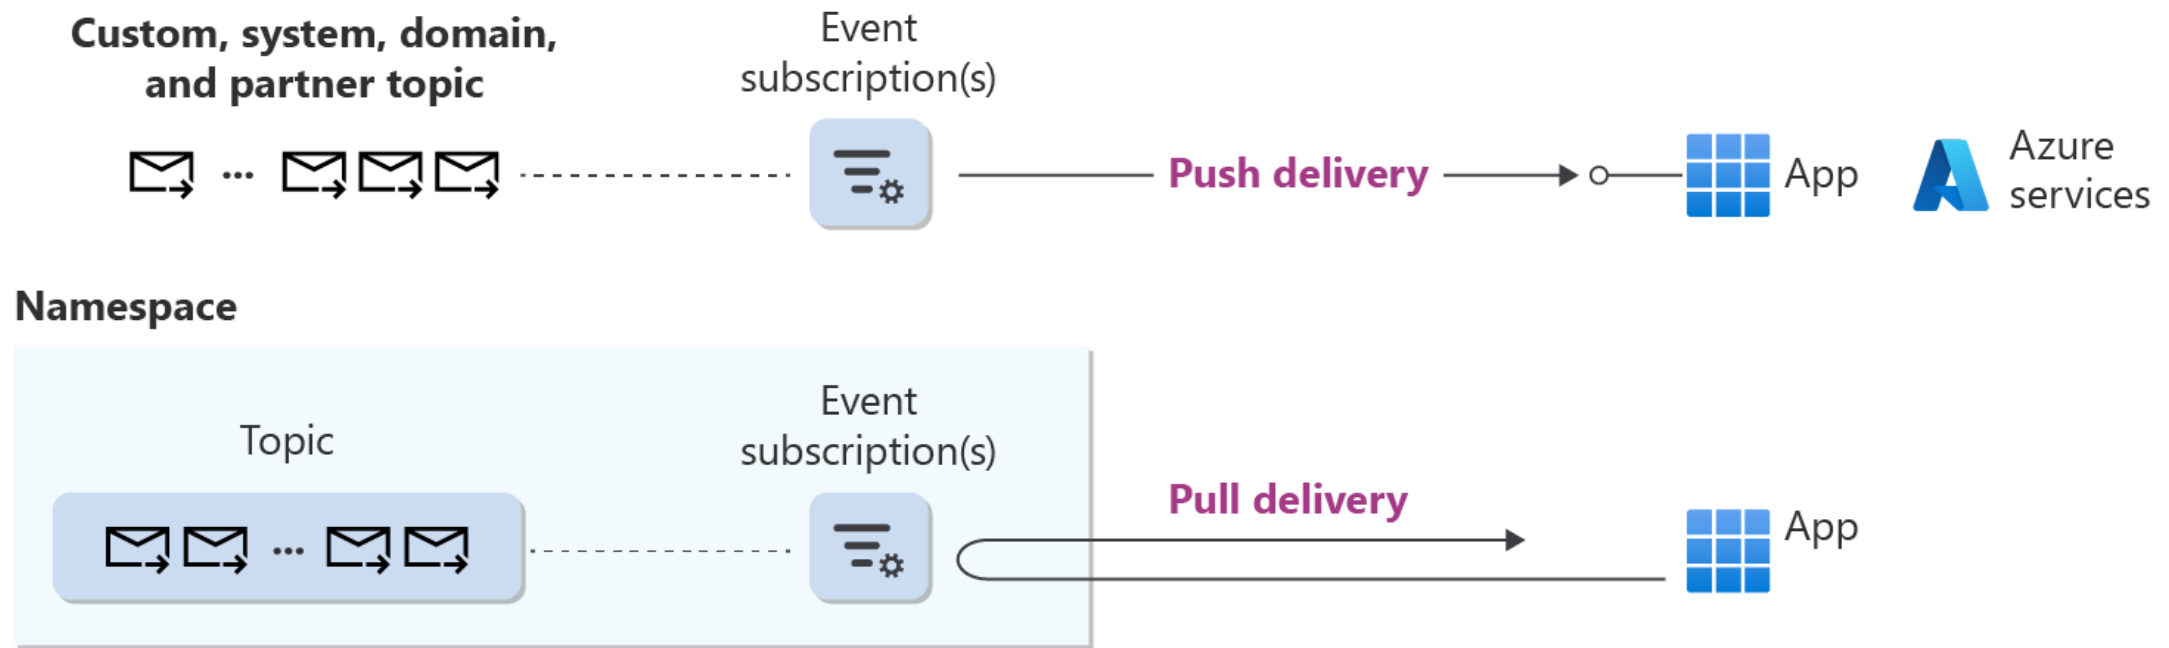 Custom, system, domain,
and partner topic
Event
subscription(s)
Push delivery
App
Azure
services
Namespace
Topic
Event
subscription(s)
Pull delivery
App